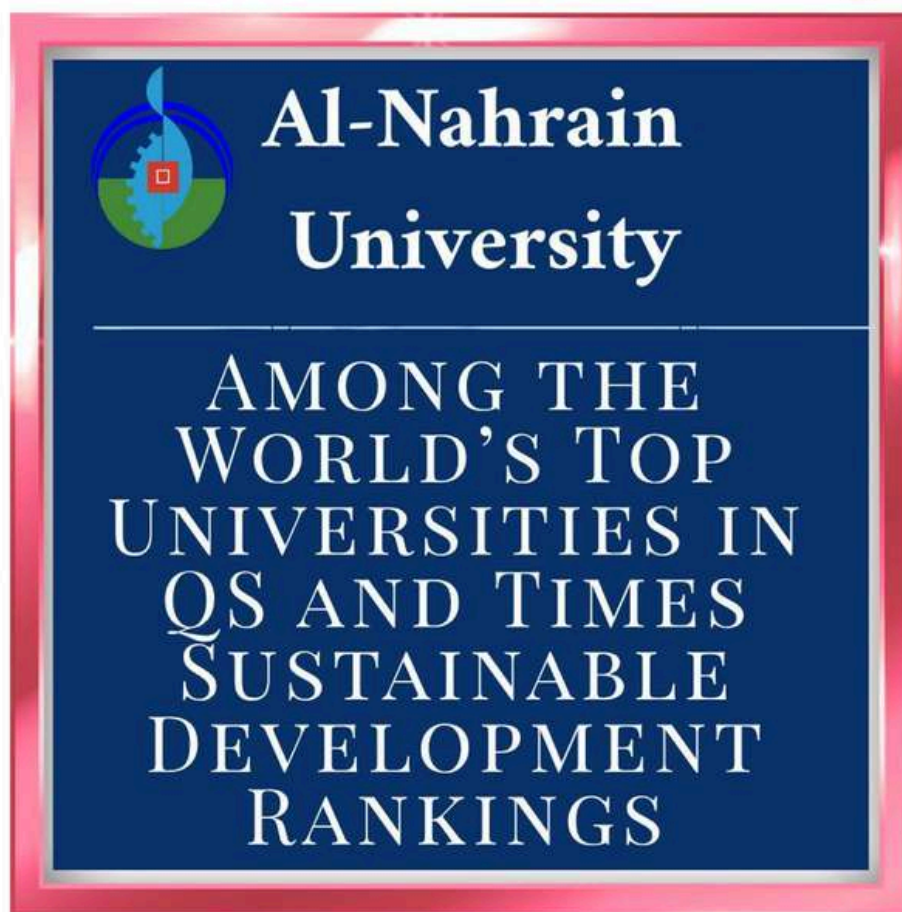 Al-Nahrain
University
AMONG THE
WORLD'S TOP
UNIVERSITIES IN
QS AND TIMES
SUSTAINABLE
DEVELOPMENT
RANKINGS